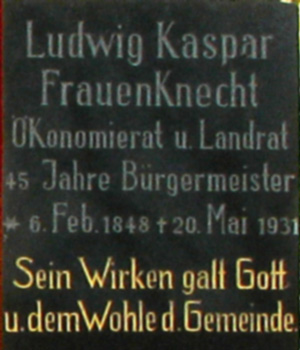 Ludwig Kaspar
FrauenKnecht
ÖKonomierat u. Landrat
45 Jahre Bürgermeister
* 6. Feb. 1848 † 20. Mai 1931
Sein Wirken galt Gott
u. dem Wohle d. Gemeinde.